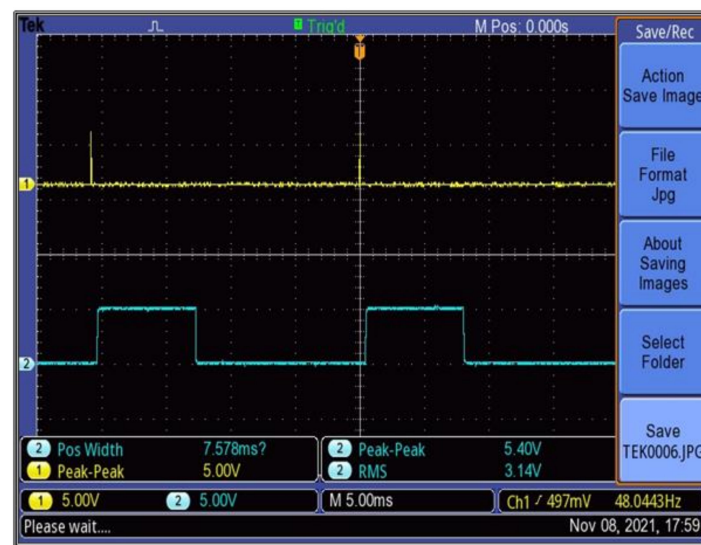 Tek Trig'd M Pos: 0.000s Save/Rec
T
Action
Save Image
1
File
Format
Jpg
About
Saving
Images
2
Select
Folder
Save
TEK0006.JPG
2 Pos Width 7.578ms? 2 Peak-Peak 5.40V
1 Peak-Peak 5.00V 2 RMS 3.14V
1 5.00V 2 5.00V M 5.00ms Ch1 / 497mV 48.0443Hz
Please wait.... Nov 08, 2021, 17:59